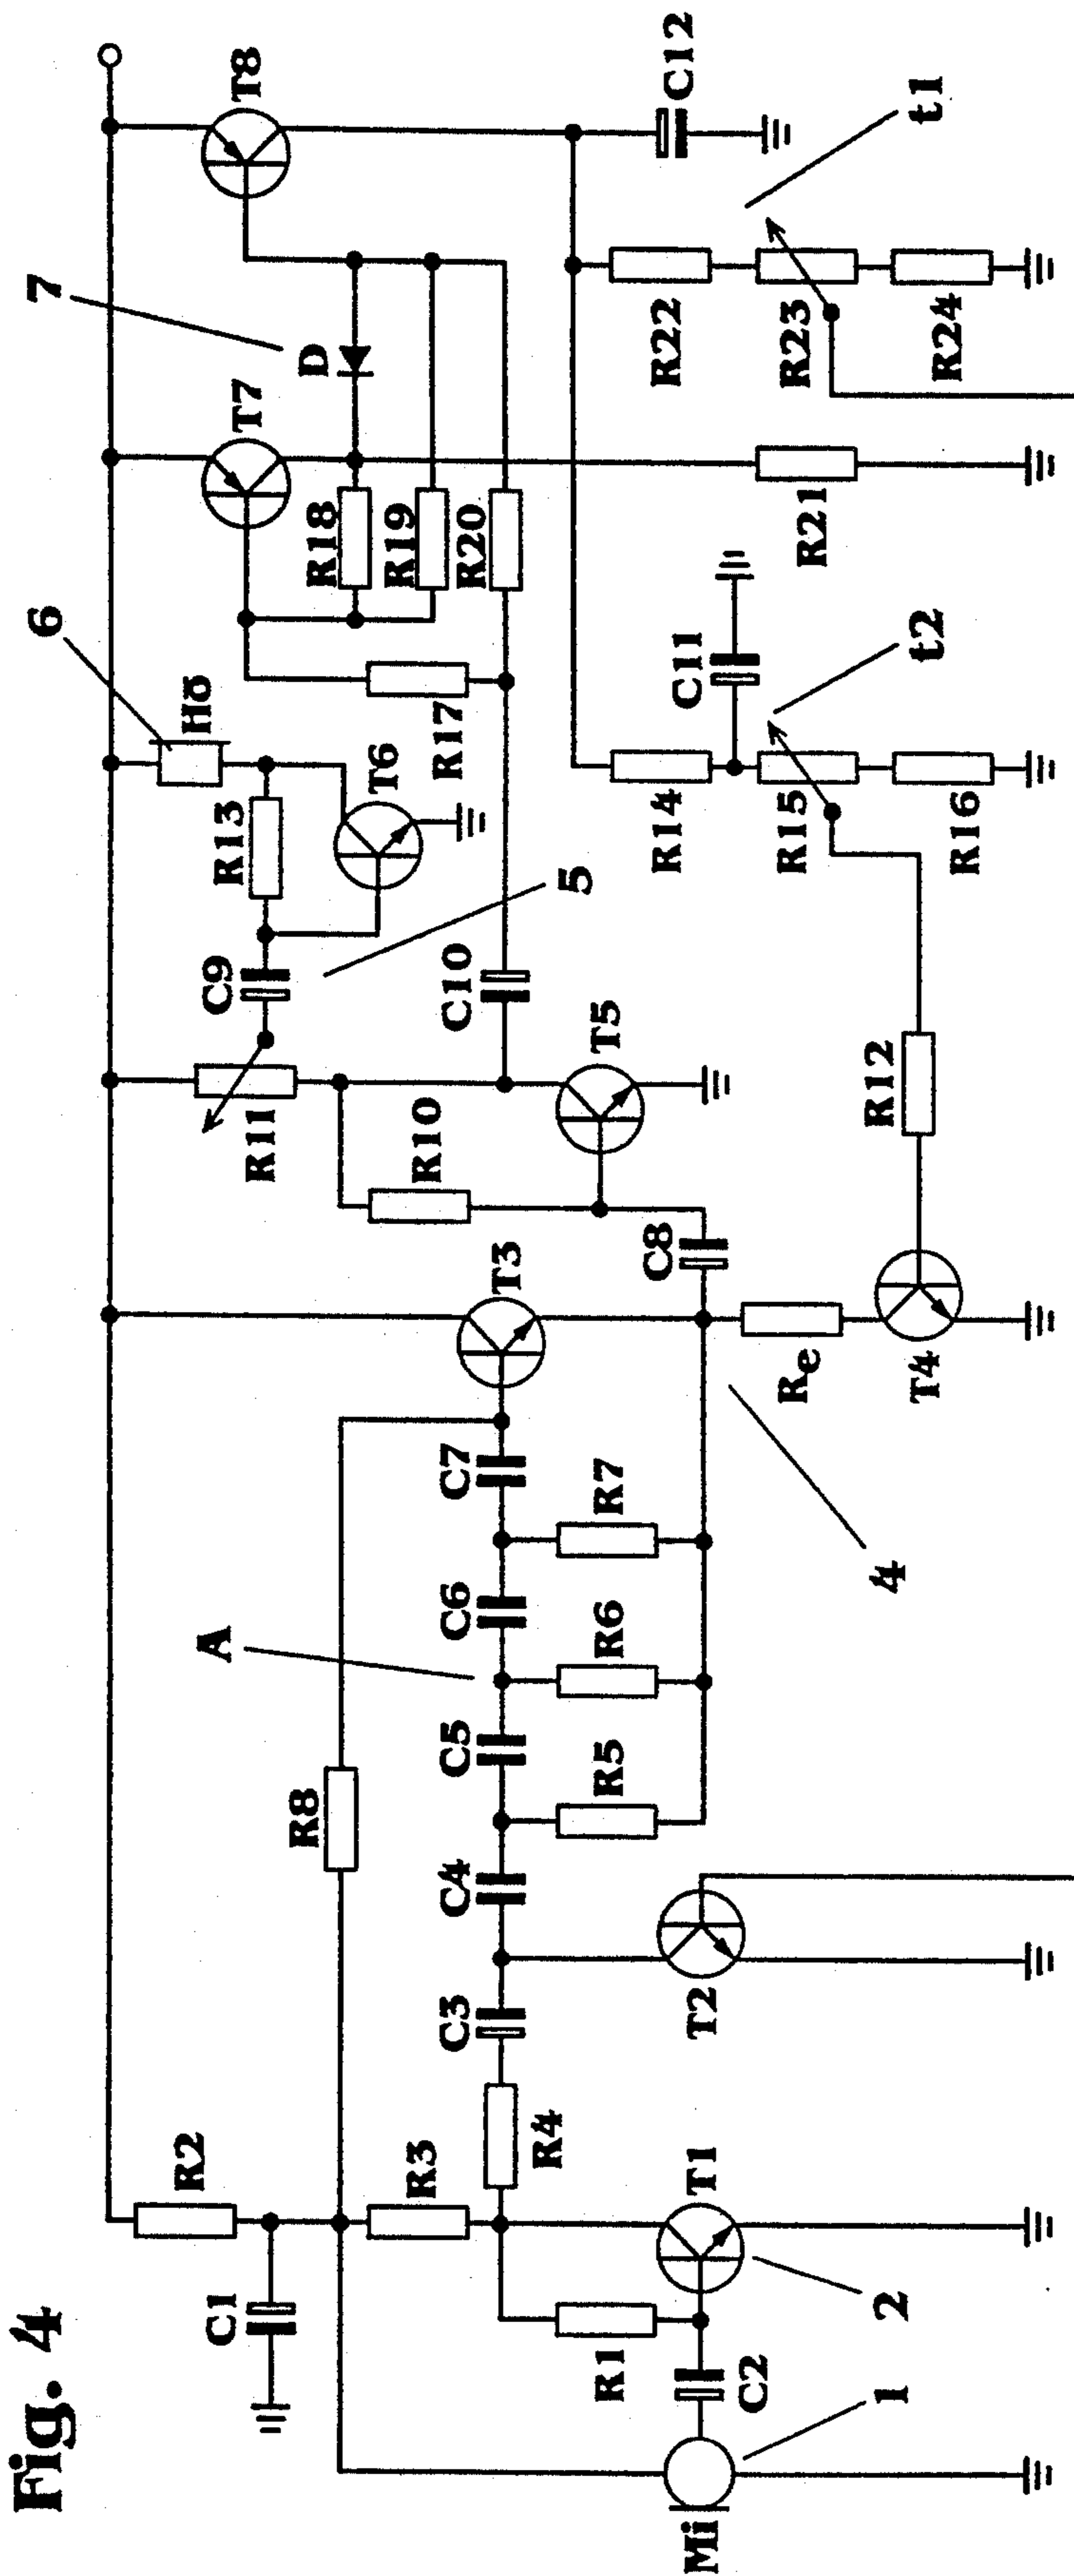 Fig. 4
R2
C1
R3
R8
R1
R4
C3
C2
T1
2
Mi
1
T2
C4
C5
C6
C7
A
R5
R6
R7
T3
4
Re
T4
R12
C8
R10
R11
T5
C9
C10
5
R13
T6
Hö
6
R17
R18
R19
R20
T7
D
7
T8
R14
C11
R15
t2
R16
R21
R22
R23
R24
t1
C12